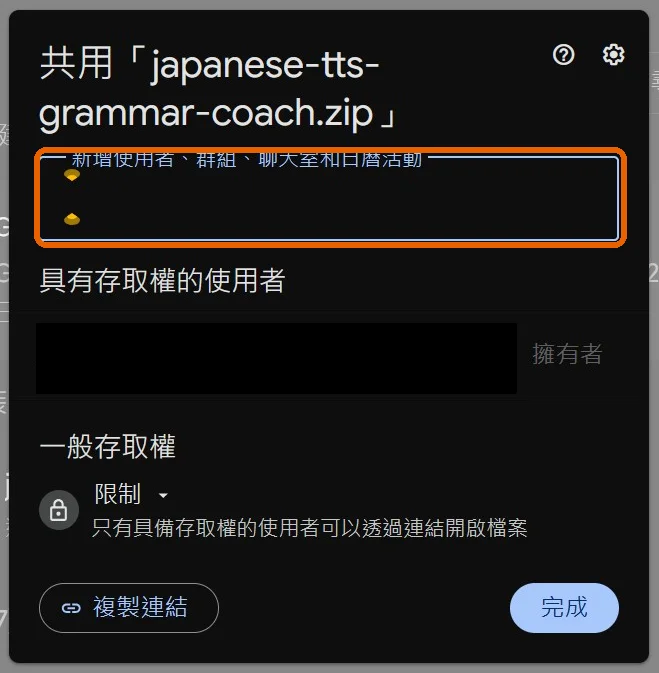 共用「japanese-tts-
grammar-coach.zip」
新增使用者、群組、聊天室和日曆活動
具有存取權的使用者
擁有者
一般存取權
限制
只有具備存取權的使用者可以透過連結開啟檔案
複製連結
完成